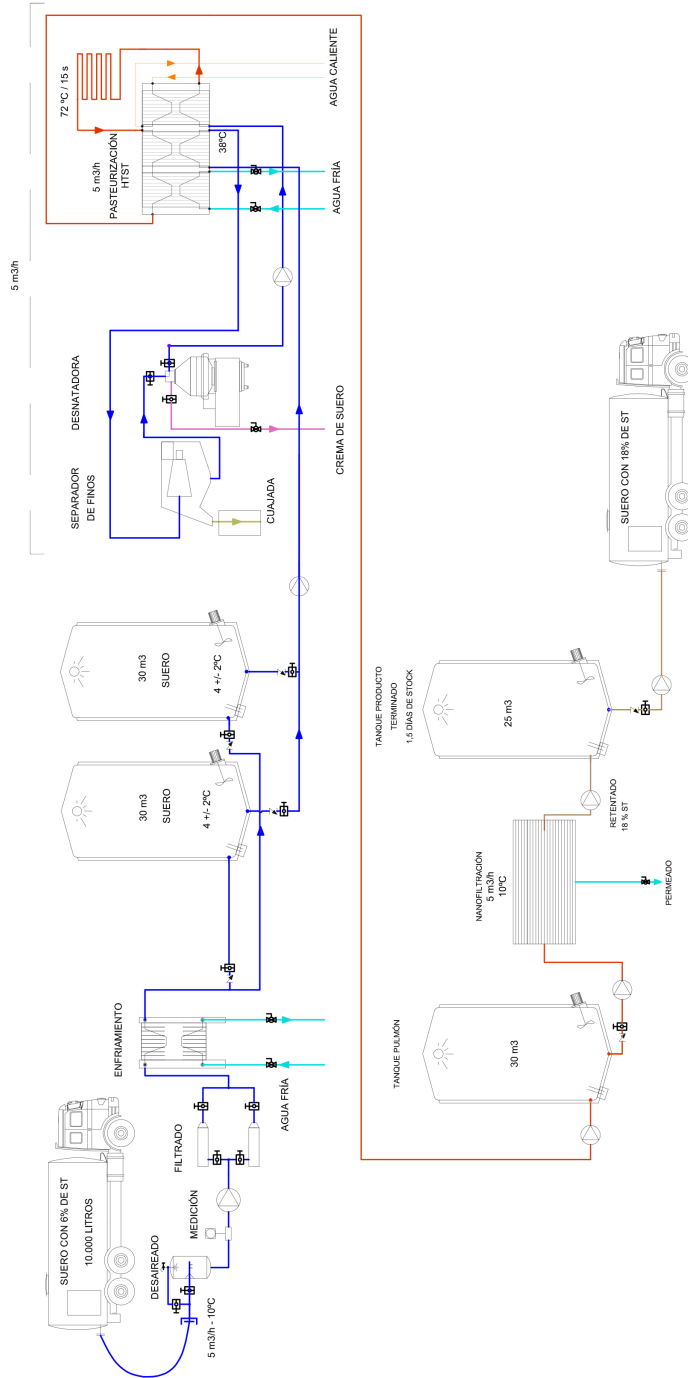 SUERO CON 6% DE ST
10.000 LITROS
5 m3/h - 10ºC
DESAIREADO
MEDICIÓN
FILTRADO
AGUA FRÍA
ENFRIAMIENTO
30 m3
SUERO
4 +/- 2ºC
30 m3
SUERO
4 +/- 2ºC
5 m3/h
SEPARADOR
DE FINOS
CUAJADA
DESNATADORA
CREMA DE SUERO
5 m3/h
PASTEURIZACIÓN
HTST
72 ºC / 15 s
38ºC
AGUA FRÍA
AGUA CALIENTE
TANQUE PULMÓN
30 m3
NANOFILTRACIÓN
5 m3/h
10ºC
PERMEADO
RETENTADO
18 % ST
TANQUE PRODUCTO
TERMINADO
1,5 DÍAS DE STOCK
25 m3
SUERO CON 18% DE ST